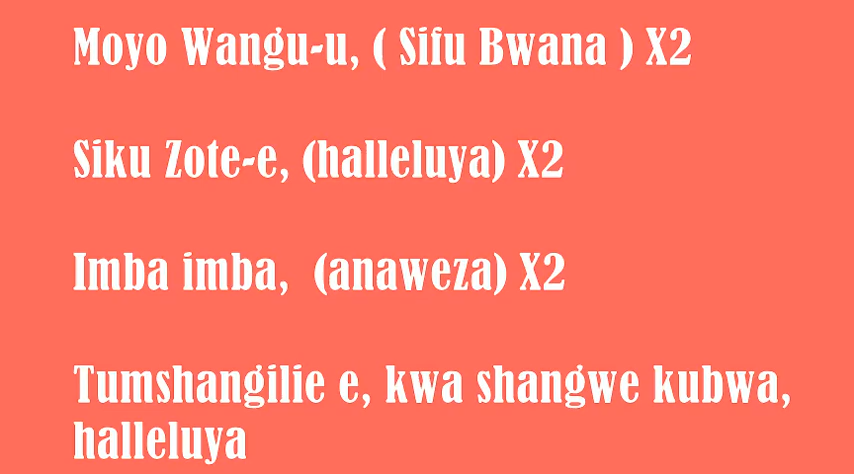 Moyo Wangu-u, ( Sifu Bwana ) X2
Siku Zote-e, (halleluya) X2
Imba imba,  (anaweza) X2
Tumshangilie e, kwa shangwe kubwa,
halleluya